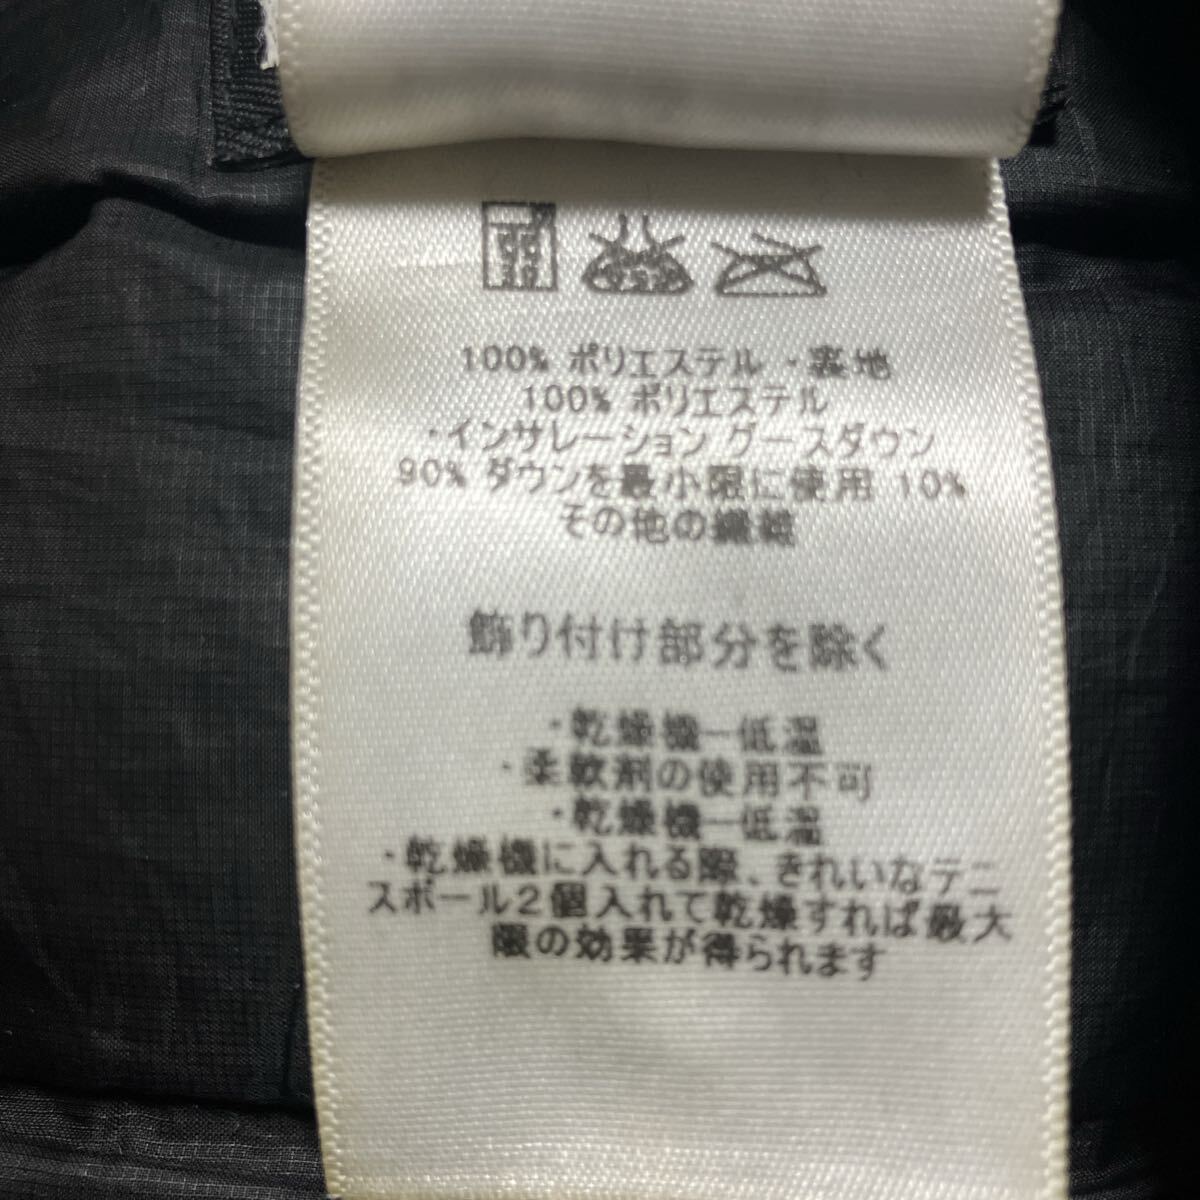 100% ポリエステル ・裏地
100% ポリエステル
・インサレーション グースダウン
90% ダウンを最小限に使用 10%
その他の繊維
飾り付け部分を除く
・乾燥機ー低温
・柔軟剤の使用不可
・乾燥機ー低温
・乾燥機に入れる際、きれいなテニ
スボール2個入れて乾燥すれば最大
限の効果が得られます